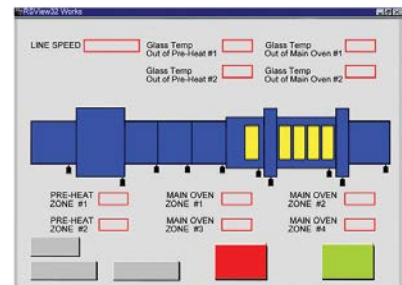 RSView32 Works
LINE SPEED
Glass Temp
Out of Pre-Heat #1
Glass Temp
Out of Main Oven #1
Glass Temp
Out of Pre-Heat #2
Glass Temp
Out of Main Oven #2
PRE-HEAT
ZONE #1
MAIN OVEN
ZONE #1
MAIN OVEN
ZONE #2
PRE-HEAT
ZONE #2
MAIN OVEN
ZONE #3
MAIN OVEN
ZONE #4